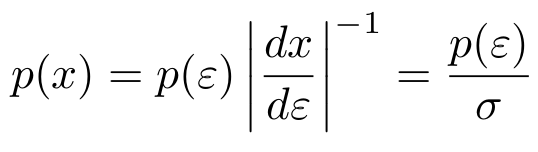 p(x) = p(ε) |dx/dε|⁻¹ = p(ε)/σ